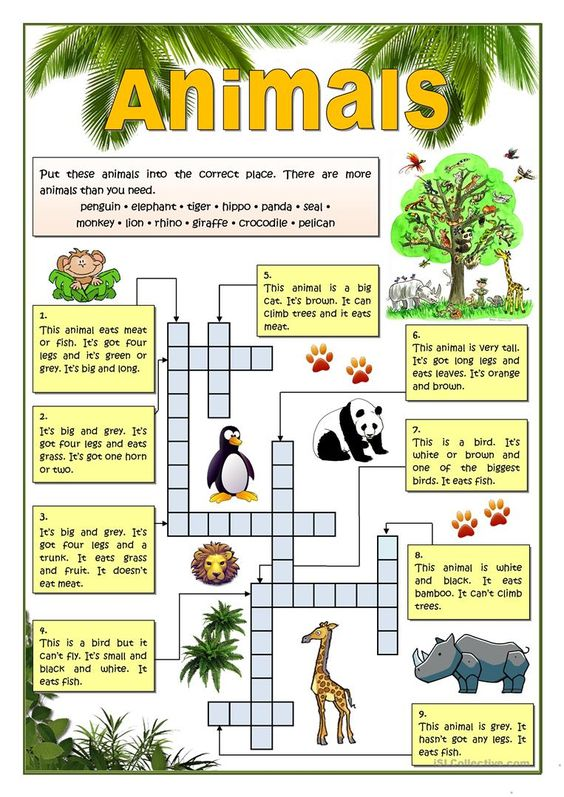 Animals
Put these animals into the correct place. There are more
animals than you need.
penguin • elephant • tiger • hippo • panda • seal •
monkey • lion • rhino • giraffe • crocodile • pelican
1.
This animal eats meat
or fish. It's got four
legs and it's green or
grey. It's big and long.
2.
It's big and grey. It's
got four legs and eats
grass. It's got one horn
or two.
3.
It's big and grey. It's
got four legs and a
trunk. It eats grass
and fruit. It doesn't
eat meat.
4.
This is a bird but it
can't fly. It's small and
black and white. It
eats fish.
5.
This animal is a big
cat. It's brown. It can
climb trees and it eats
meat.
6.
This animal is very tall.
It's got long legs and
eats leaves. It's orange
and brown.
7.
This is a bird. It's
white or brown and
one of the biggest
birds. It eats fish.
8.
This animal is white
and black. It eats
bamboo. It can't climb
trees.
9.
This animal is grey. It
hasn't got any legs. It
eats fish.
iSLCollective.com